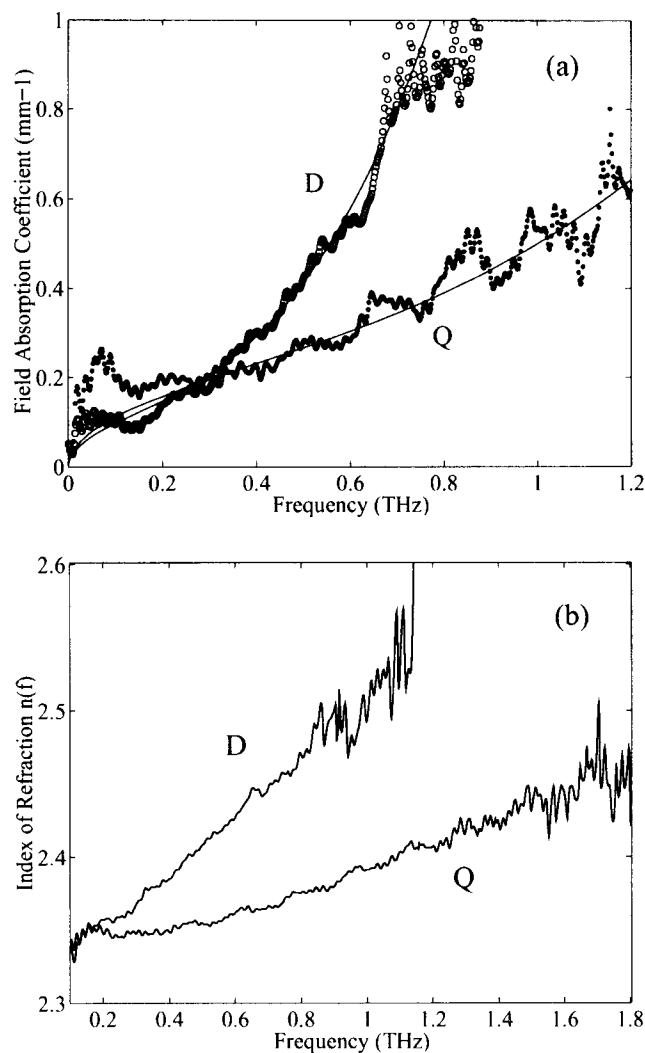 1
(a)
0.8
0.6
D
0.4
Q
0.2
0
0 0.2 0.4 0.6 0.8 1 1.2
Field Absorption Coefficient (mm−1)
Frequency (THz)
2.6
(b)
2.5
D
2.4
Q
2.3
0.2 0.4 0.6 0.8 1 1.2 1.4 1.6 1.8
Index of Refraction n(f)
Frequency (THz)